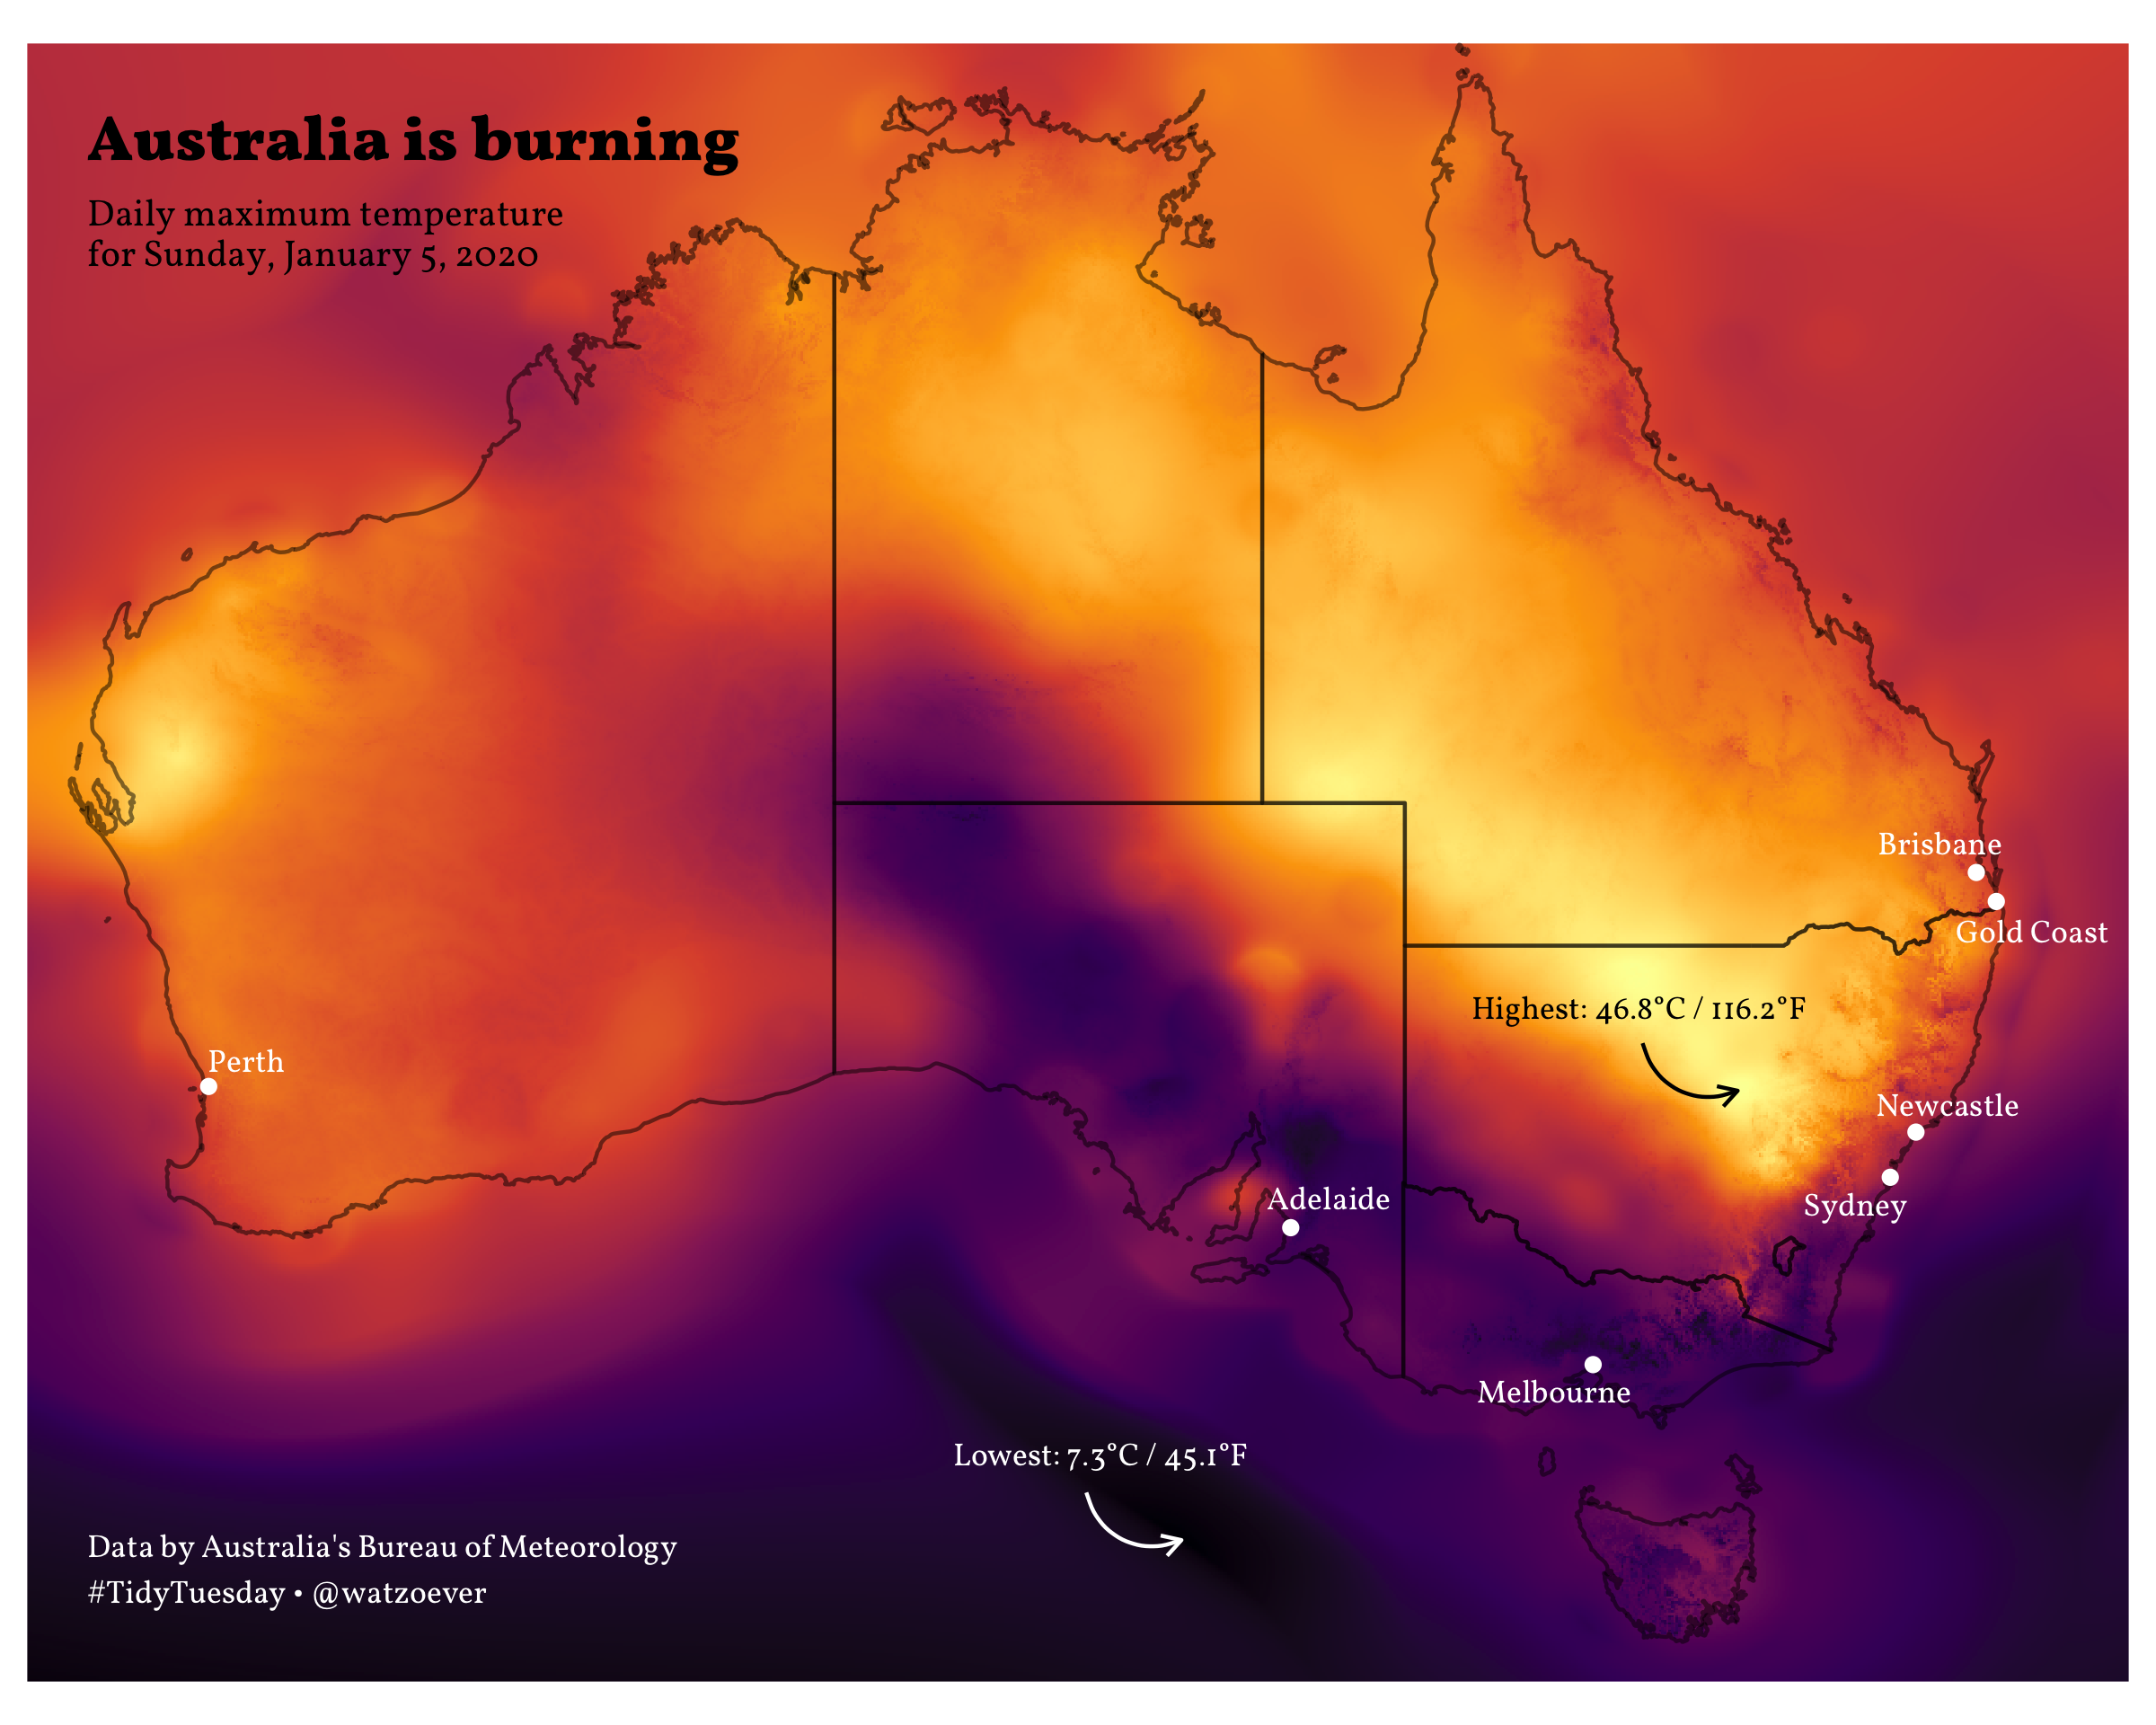 Australia is burning
Daily maximum temperature
for Sunday, January 5, 2020
Brisbane
Gold Coast
Highest: 46.8°C / 116.2°F
Perth
Newcastle
Adelaide
Sydney
Melbourne
Lowest: 7.3°C / 45.1°F
Data by Australia's Bureau of Meteorology
#TidyTuesday • @watzoever